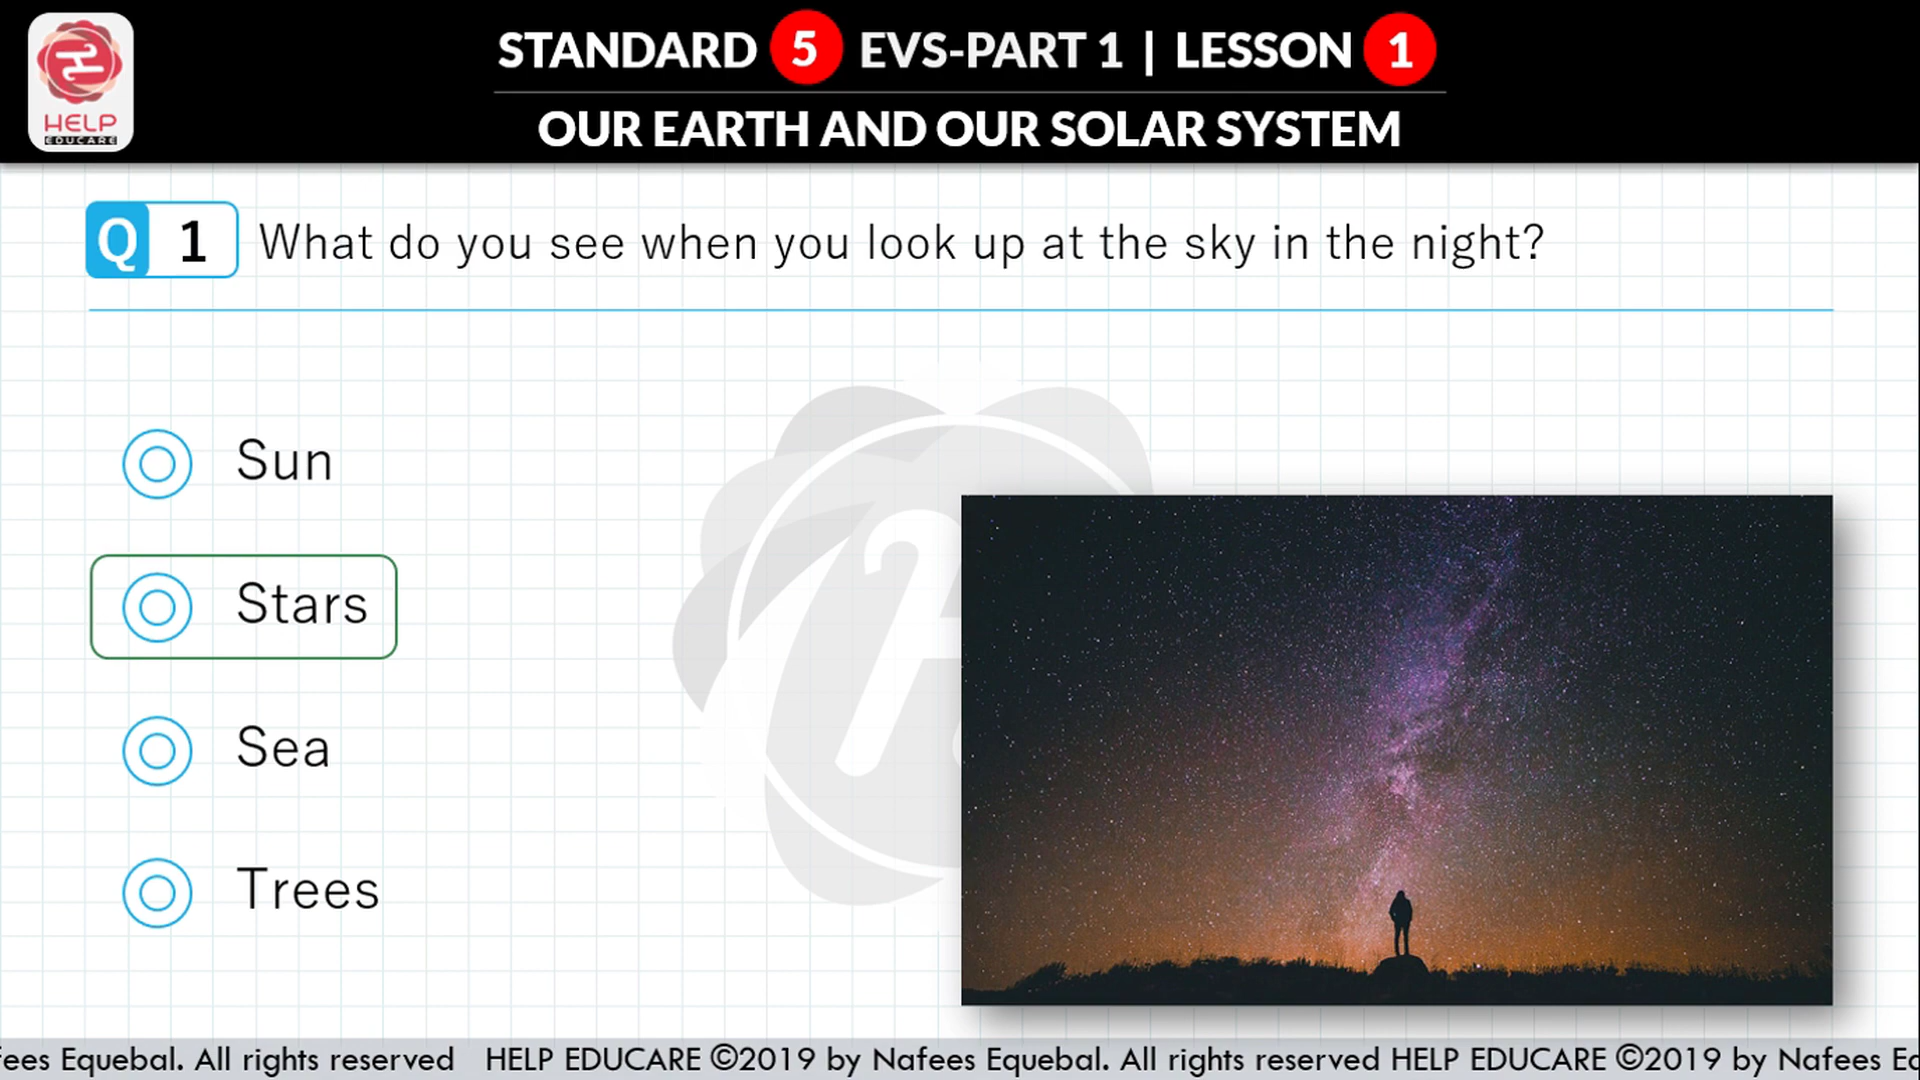 HELP
EDUCARE
STANDARD 5 EVS-PART 1 | LESSON 1
OUR EARTH AND OUR SOLAR SYSTEM
Q 1 What do you see when you look up at the sky in the night?
Sun
Stars
Sea
Trees
fees Equebal. All rights reserved HELP EDUCARE ©2019 by Nafees Equebal. All rights reserved HELP EDUCARE ©2019 by Nafees Eq